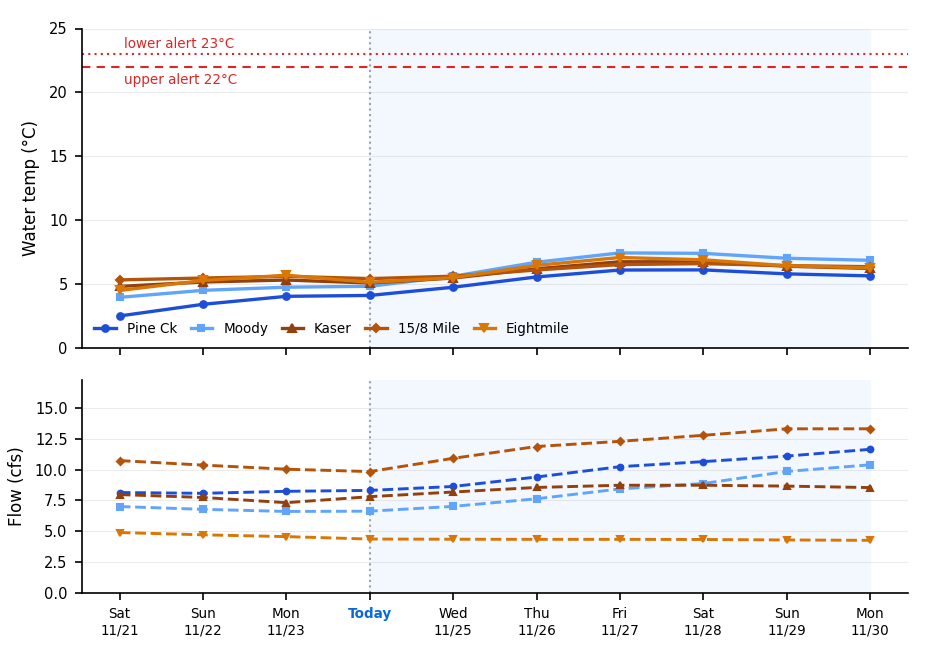 25
lower alert 23°C
upper alert 22°C
20
15
10
5
0
Water temp (°C)
Pine Ck Moody Kaser 15/8 Mile Eightmile
15.0
12.5
10.0
7.5
5.0
2.5
0.0
Flow (cfs)
Sat Sun Mon Today Wed Thu Fri Sat Sun Mon
11/21 11/22 11/23 11/25 11/26 11/27 11/28 11/29 11/30